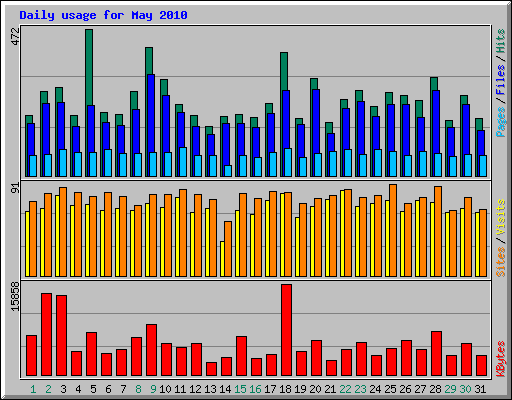 Daily usage for May 2010
472
Pages / Files / Hits
91
Sites / Visits
15858
KBytes
1 2 3 4 5 6 7 8 9 10 11 12 13 14 15 16 17 18 19 20 21 22 23 24 25 26 27 28 29 30 31